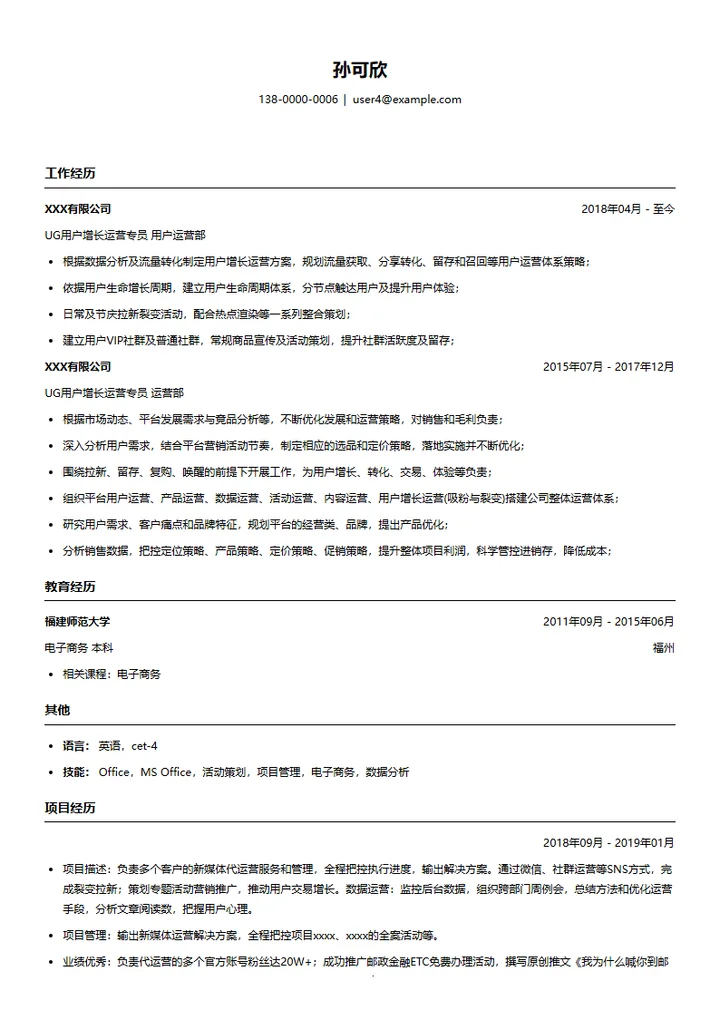 孙可欣
138-0000-0006 | user4@example.com
工作经历
XXX有限公司 2018年04月 - 至今
UG用户增长运营专员 用户运营部
• 根据数据分析及流量转化制定用户增长运营方案，规划流量获取、分享转化、留存和召回等用户运营体系策略；
• 依据用户生命增长周期，建立用户生命周期体系，分节点触达用户及提升用户体验；
• 日常及节庆拉新裂变活动，配合热点渲染等一系列整合策划；
• 建立用户VIP社群及普通社群，常规商品宣传及活动策划，提升社群活跃度及留存；
XXX有限公司 2015年07月 - 2017年12月
UG用户增长运营专员 运营部
• 根据市场动态、平台发展需求与竞品分析等，不断优化发展和运营策略，对销售和毛利负责；
• 深入分析用户需求，结合平台营销活动节奏，制定相应的选品和定价策略，落地实施并不断优化；
• 围绕拉新、留存、复购、唤醒的前提下开展工作，为用户增长、转化、交易、体验等负责；
• 组织平台用户运营、产品运营、数据运营、活动运营、内容运营、用户增长运营(吸粉与裂变)搭建公司整体运营体系；
• 研究用户需求、客户痛点和品牌特征，规划平台的经营类、品牌，提出产品优化；
• 分析销售数据，把控定位策略、产品策略、定价策略、促销策略，提升整体项目利润，科学管控进销存，降低成本；
教育经历
福建师范大学 2011年09月 - 2015年06月
电子商务 本科 福州
• 相关课程：电子商务
其他
• 语言： 英语，cet-4
• 技能： Office，MS Office，活动策划，项目管理，电子商务，数据分析
项目经历
2018年09月 - 2019年01月
• 项目描述：负责多个客户的新媒体代运营服务和管理，全程把控执行进度，输出解决方案。通过微信、社群运营等SNS方式，完
成裂变拉新；策划专题活动营销推广，推动用户交易增长。数据运营：监控后台数据，组织跨部门周例会，总结方法和优化运营
手段，分析文章阅读数，把握用户心理。
• 项目管理：输出新媒体运营解决方案，全程把控项目xxxx、xxxx的全案活动等。
• 业绩优秀：负责代运营的多个官方账号粉丝达20W+；成功推广邮政金融ETC免费办理活动，撰写原创推文《我为什么喊你到邮